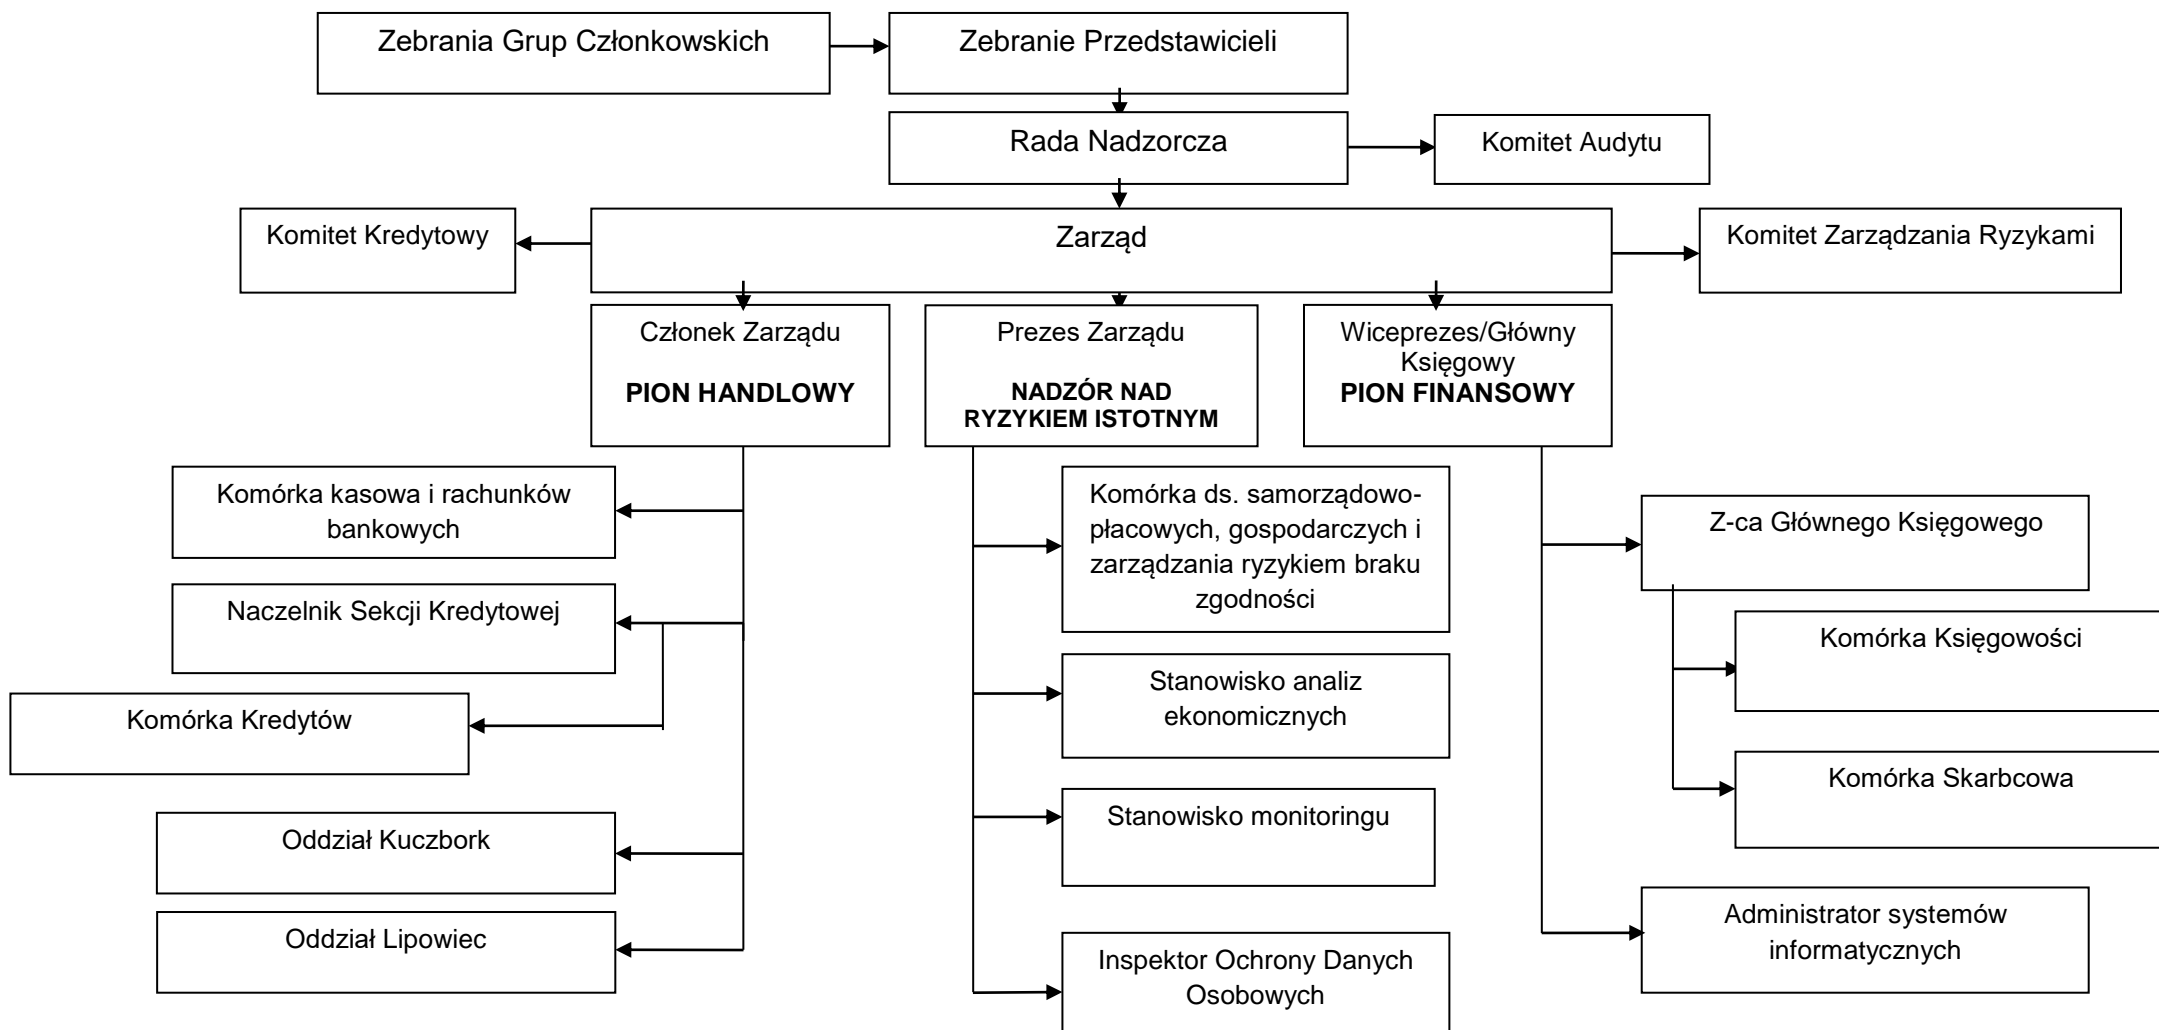 Zebrania Grup Członkowskich
Zebranie Przedstawicieli
Rada Nadzorcza
Komitet Audytu
Komitet Kredytowy
Zarząd
Komitet Zarządzania Ryzykami
Członek Zarządu
PION HANDLOWY
Prezes Zarządu
NADZÓR NAD
RYZYKIEM ISTOTNYM
Wiceprezes/Główny
Księgowy
PION FINANSOWY
Komórka kasowa i rachunków
bankowych
Naczelnik Sekcji Kredytowej
Komórka Kredytów
Oddział Kuczbork
Oddział Lipowiec
Komórka ds. samorządowo-
płacowych, gospodarczych i
zarządzania ryzykiem braku
zgodności
Stanowisko analiz
ekonomicznych
Stanowisko monitoringu
Inspektor Ochrony Danych
Osobowych
Z-ca Głównego Księgowego
Komórka Księgowości
Komórka Skarbcowa
Administrator systemów
informatycznych